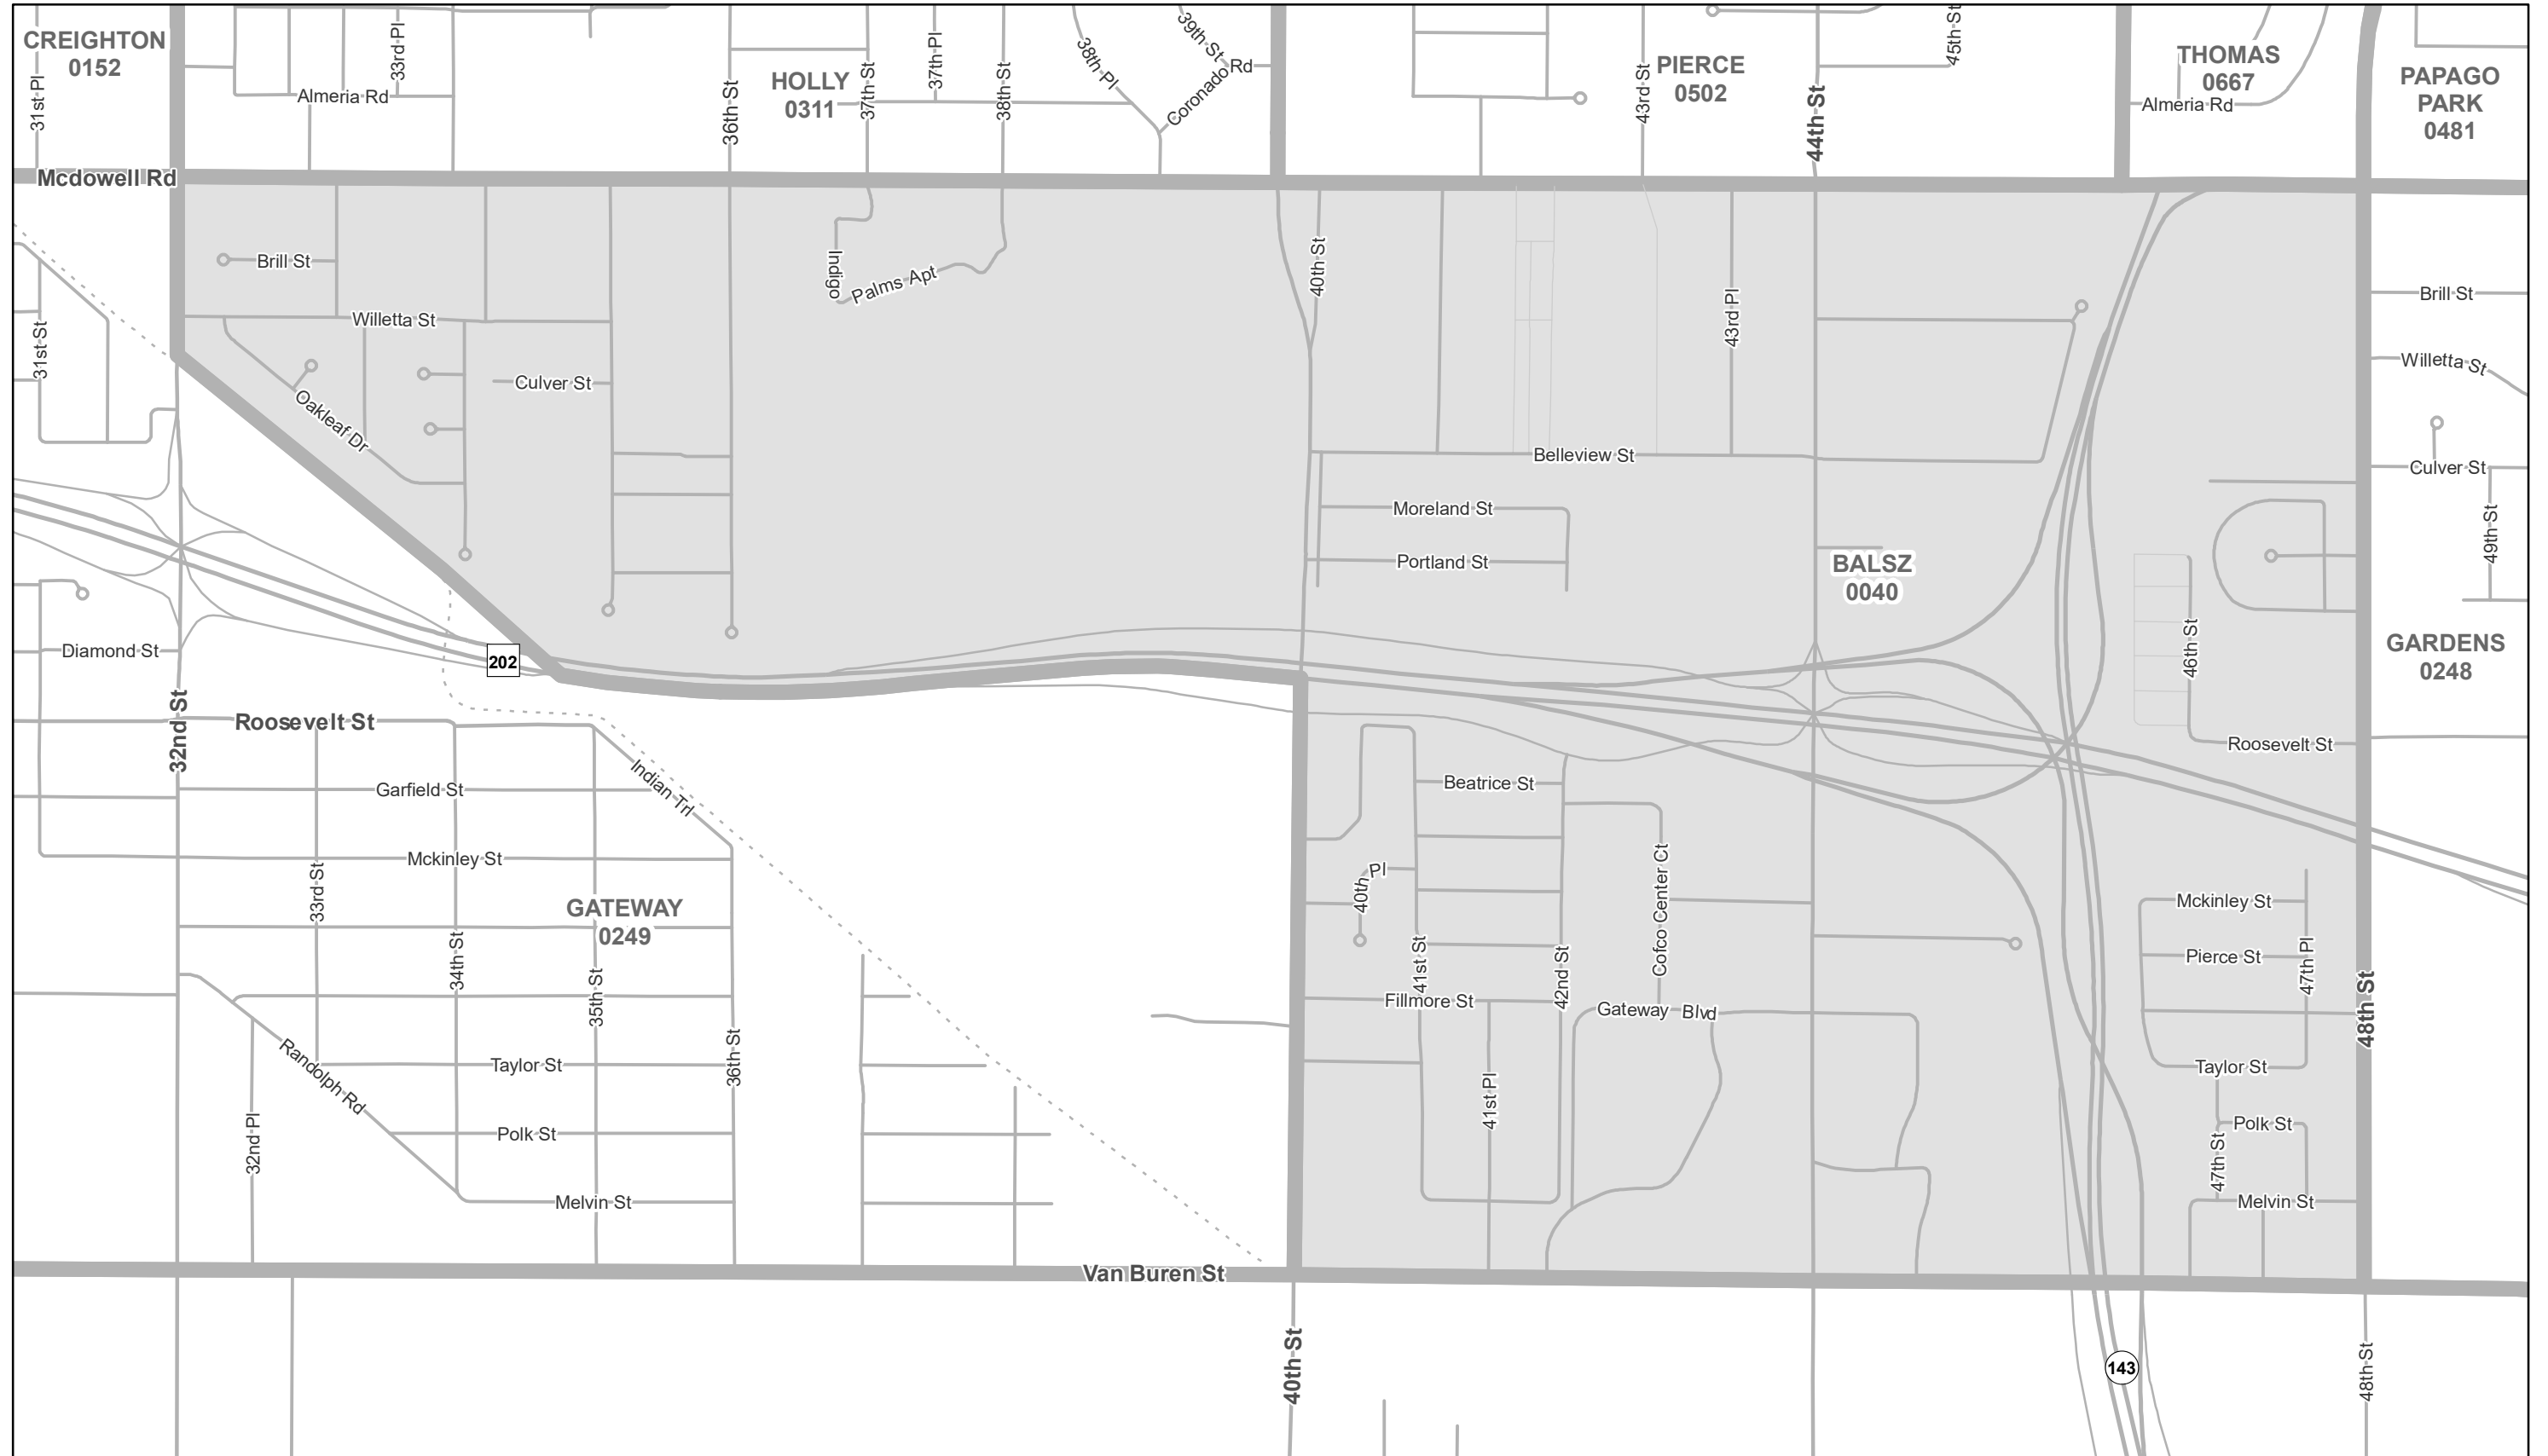 CREIGHTON
0152
31st Pl
33rd Pl
Almeria Rd
36th St
HOLLY
0311
37th St
37th Pl
38th St
38th Pl
39th St
Coronado Rd
43rd St
PIERCE
0502
44th St
45th St
THOMAS
0667
Almeria Rd
PAPAGO
PARK
0481
Mcdowell Rd
Brill St
Indigo
Palms Apt
40th St
43rd Pl
Brill St
31st St
Willetta St
Willetta St
Oakleaf Dr
Culver St
Belleview St
Culver St
Moreland St
Portland St
49th St
BALSZ
0040
Diamond St
202
46th St
GARDENS
0248
32nd St
Roosevelt St
Roosevelt St
Indian Trl
Garfield St
Beatrice St
Mckinley St
33rd St
GATEWAY
0249
34th St
35th St
40th Pl
41st St
42nd St
Cofco Center Ct
Mckinley St
Pierce St
47th Pl
48th St
Fillmore St
Gateway Blvd
Randolph Rd
Taylor St
36th St
41st Pl
Taylor St
32nd Pl
Polk St
Polk St
47th St
Melvin St
Melvin St
Van Buren St
40th St
143
48th St